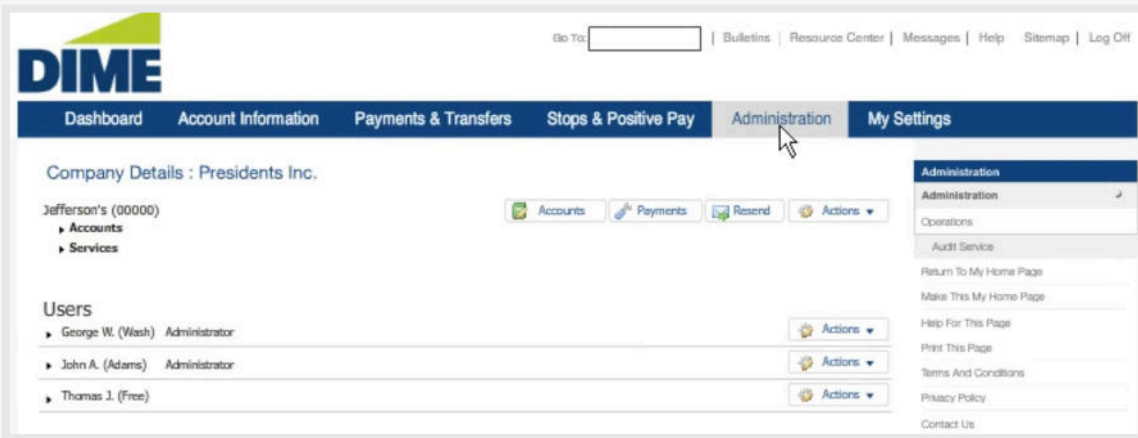 DIME
Go To: | Bulletins | Resource Center | Messages | Help Sitemap | Log Off
Dashboard Account Information Payments & Transfers Stops & Positive Pay Administration My Settings
Company Details : Presidents Inc.
Jefferson's (00000)
Accounts Payments Resend Actions
Accounts
Services
Users
George W. (Wash) Administrator Actions
John A. (Adams) Administrator Actions
Thomas J. (Free) Actions
Administration
Administration
Operations
Audit Service
Return To My Home Page
Make This My Home Page
Help For This Page
Print This Page
Terms And Conditions
Privacy Policy
Contact Us